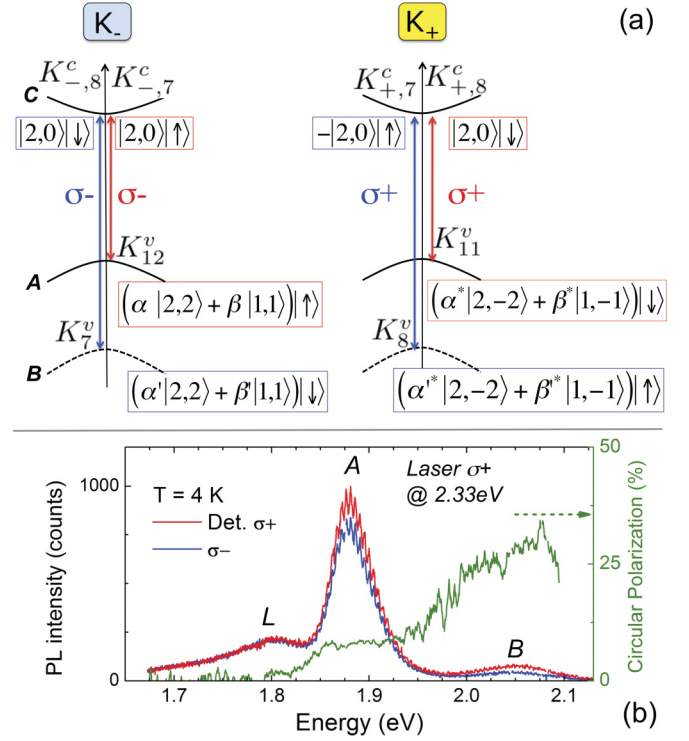 K_- K_+ (a)
K^c_{-,8} K^c_{-,7} K^c_{+,7} K^c_{+,8}
C
|2,0⟩|↓⟩ |2,0⟩|↑⟩ -|2,0⟩|↑⟩ |2,0⟩|↓⟩
σ− σ− σ+ σ+
K^v_{12} K^v_{11}
A
(α |2,2⟩ + β |1,1⟩)|↑⟩ (α^*|2,-2⟩ + β^*|1,-1⟩)|↓⟩
K^v_7 K^v_8
B
(α'|2,2⟩ + β'|1,1⟩)|↓⟩ (α'^*|2,-2⟩ + β'^*|1,-1⟩)|↑⟩
50
A
Laser σ+
@ 2.33eV
1000
T = 4 K
Det. σ+
σ−
25
L
B
0
0
PL intensity (counts)
Circular Polarization (%)
1.7 1.8 1.9 2.0 2.1
Energy (eV)
(b)